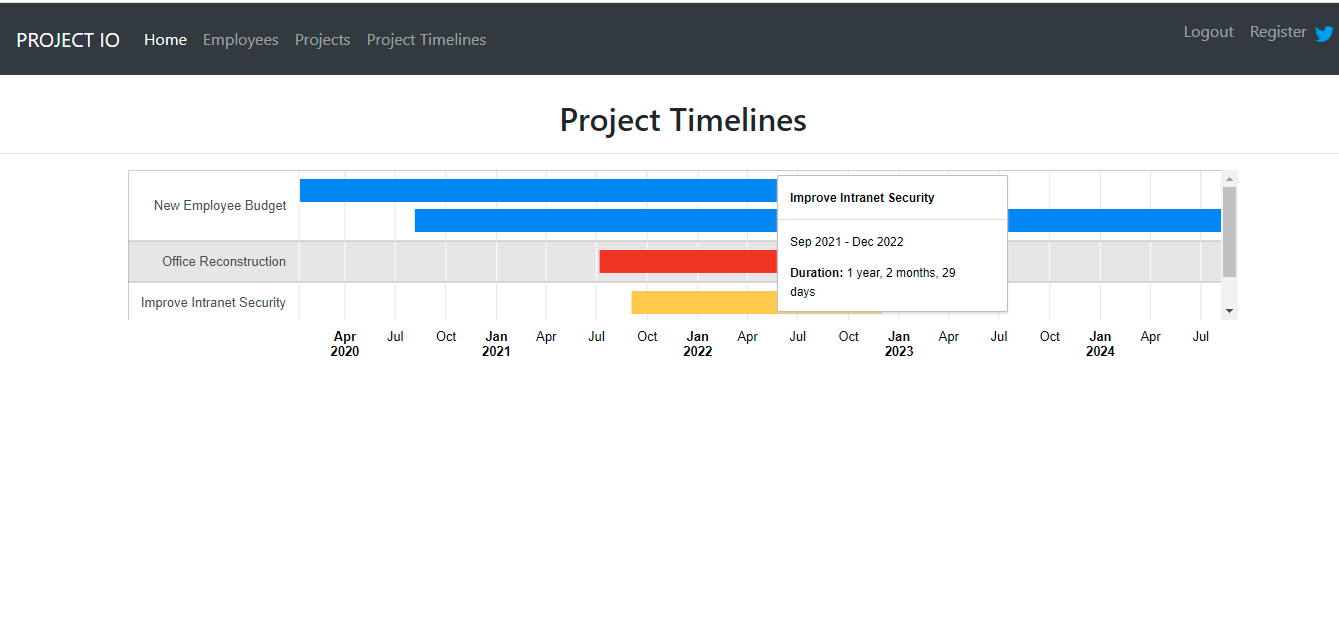 PROJECT IO Home Employees Projects Project Timelines Logout Register
Project Timelines
New Employee Budget
Office Reconstruction
Improve Intranet Security
Improve Intranet Security
Sep 2021 - Dec 2022
Duration: 1 year, 2 months, 29
days
Apr Jul Oct Jan Apr Jul Oct Jan Apr Jul Oct Jan Apr Jul Oct Jan Apr Jul
2020 2021 2022 2023 2024